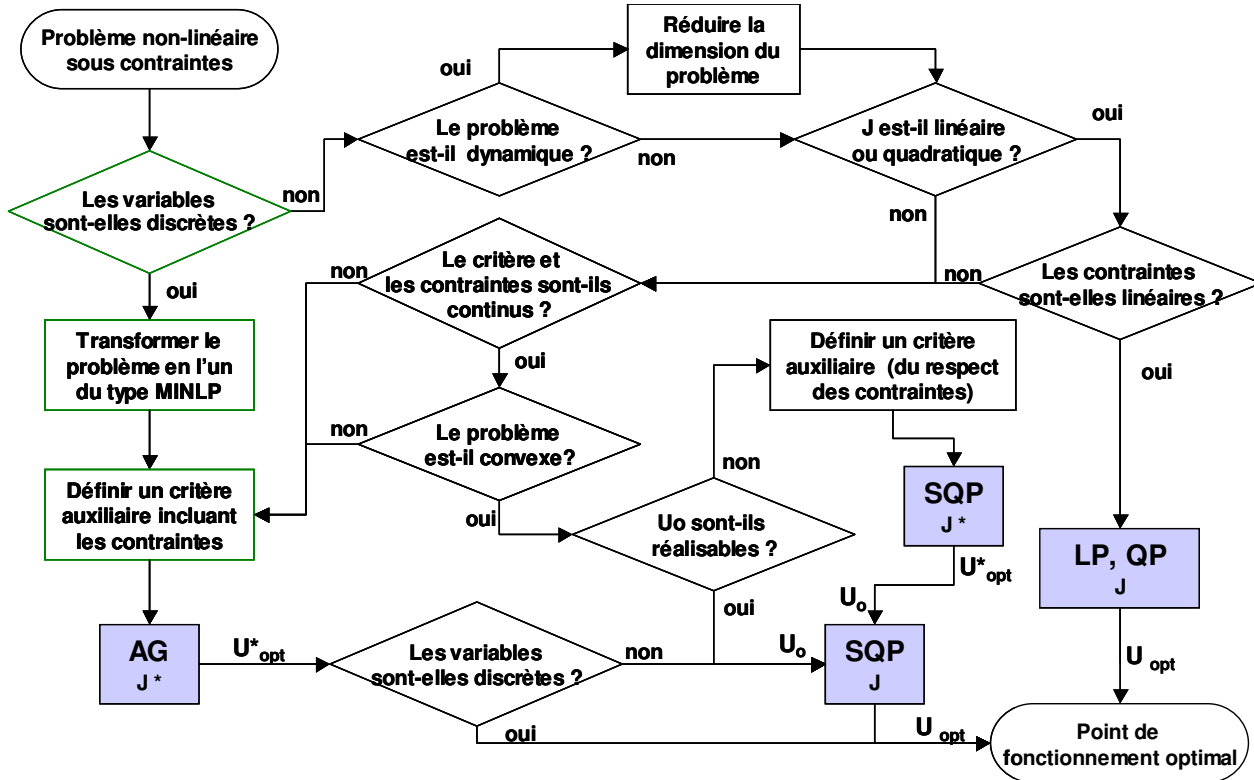 Problème non-linéaire
sous contraintes
Réduire la
dimension du
problème
oui
Le problème
est-il dynamique ?
non
J est-il linéaire
ou quadratique ?
oui
non
Les variables
sont-elles discrètes ?
non
oui
Le critère et
les contraintes sont-ils
continus ?
non
oui
non
Les contraintes
sont-elles linéaires ?
oui
Transformer le
problème en l'un
du type MINLP
Définir un critère
auxiliaire (du respect
des contraintes)
non
Le problème
est-il convexe?
oui
non
Définir un critère
auxiliaire incluant
les contraintes
Uo sont-ils
réalisables ?
oui
SQP
J *
U*opt
LP, QP
J
U opt
Uo
AG
J *
U*opt
Les variables
sont-elles discrètes ?
non
oui
Uo
SQP
J
U opt
Point de
fonctionnement optimal